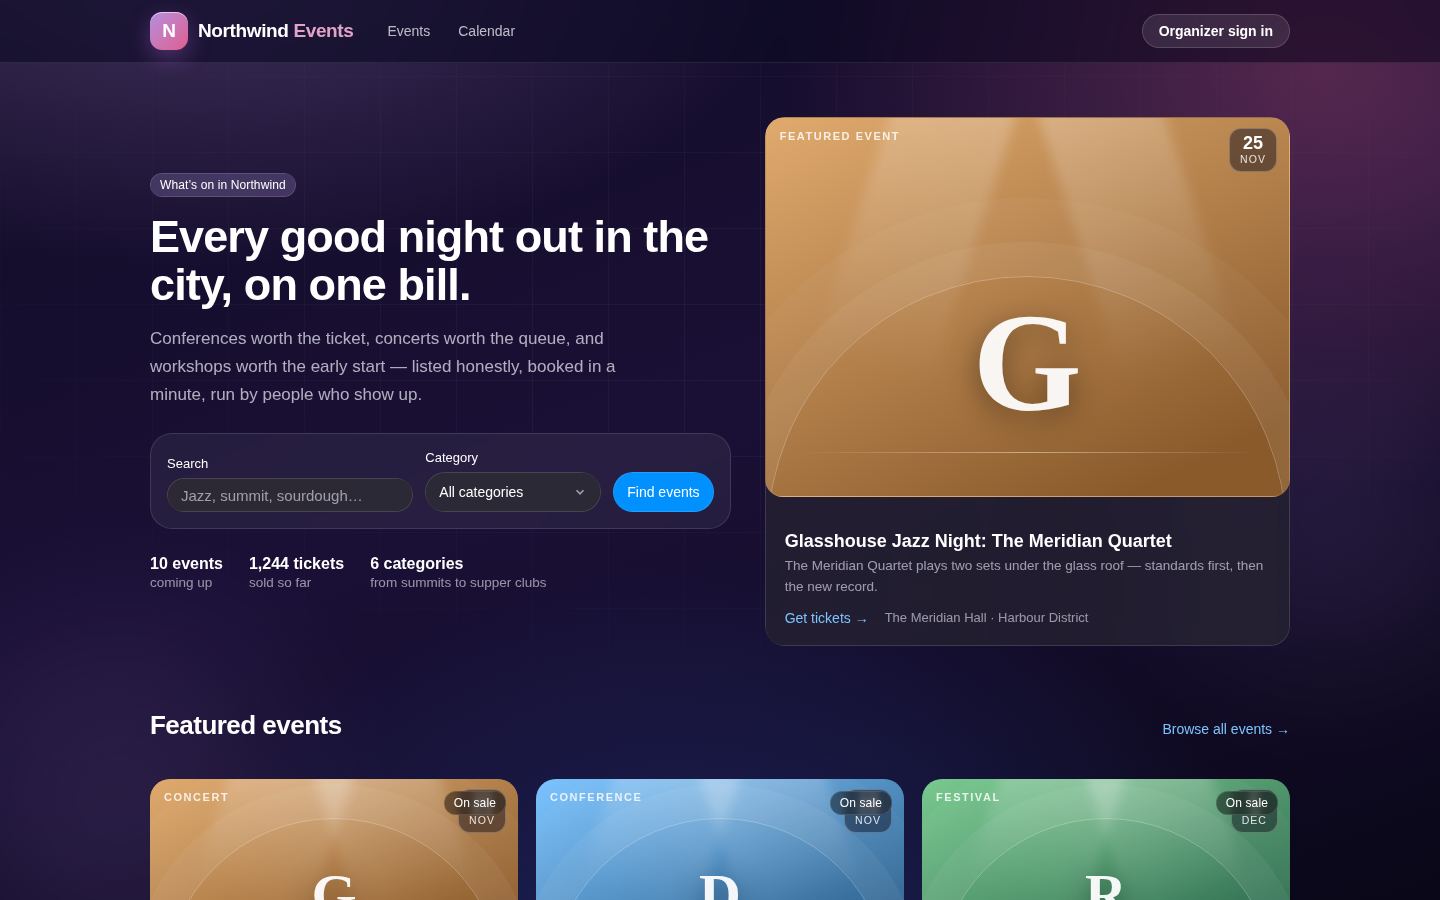 N
Northwind Events
Events
Calendar
Organizer sign in
What's on in Northwind
Every good night out in the
city, on one bill.
Conferences worth the ticket, concerts worth the queue, and
workshops worth the early start — listed honestly, booked in a
minute, run by people who show up.
Search
Jazz, summit, sourdough…
Category
All categories
Find events
10 events
coming up
1,244 tickets
sold so far
6 categories
from summits to supper clubs
FEATURED EVENT
25
NOV
G
Glasshouse Jazz Night: The Meridian Quartet
The Meridian Quartet plays two sets under the glass roof — standards first, then
the new record.
Get tickets →
The Meridian Hall · Harbour District
Featured events
Browse all events →
CONCERT
On sale
NOV
G
CONFERENCE
On sale
NOV
D
FESTIVAL
On sale
DEC
R